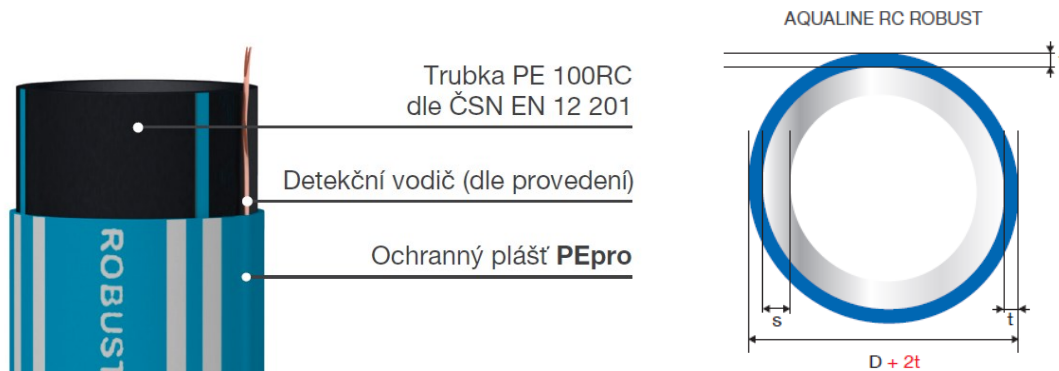 AQUALINE RC ROBUST
Trubka PE 100RC
dle ČSN EN 12 201
Detekční vodič (dle provedení)
Ochranný plášť PEpro
ROBUST
s
t
D + 2t